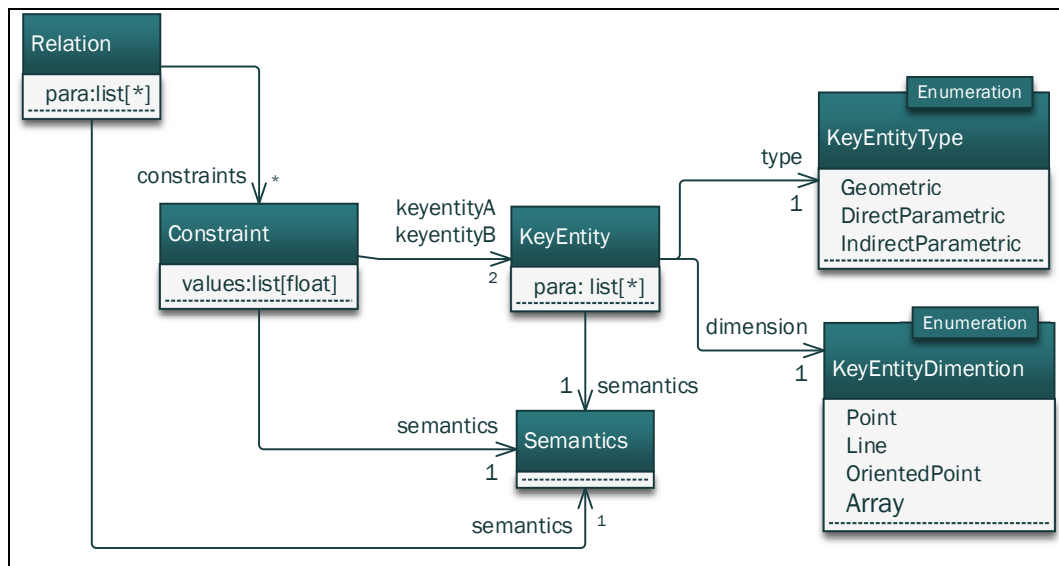 Relation
para:list[*]
constraints
*
Constraint
values:list[float]
keyentityA
keyentityB
2
KeyEntity
para: list[*]
type
1
Enumeration
KeyEntityType
Geometric
DirectParametric
IndirectParametric
dimension
1
Enumeration
KeyEntityDimention
Point
Line
OrientedPoint
Array
1
semantics
semantics
1
Semantics
semantics
1